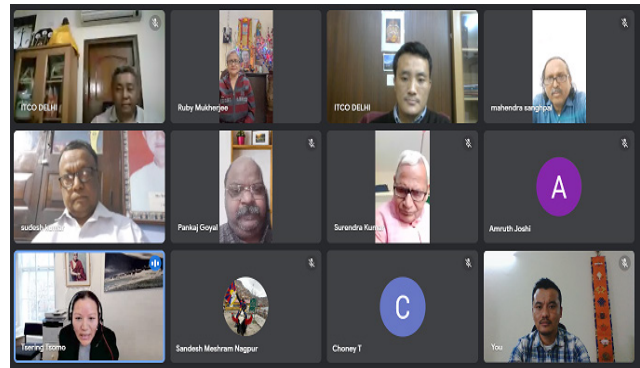 ITCO DELHI
Ruby Mukherjee
ITCO DELHI
mahendra sanghpal
sudesh kumar
Pankaj Goyal
Surendra Kumar
A
Amruth Joshi
Tsering Tsomo
Sandesh Meshram Nagpur
C
Choney T
You